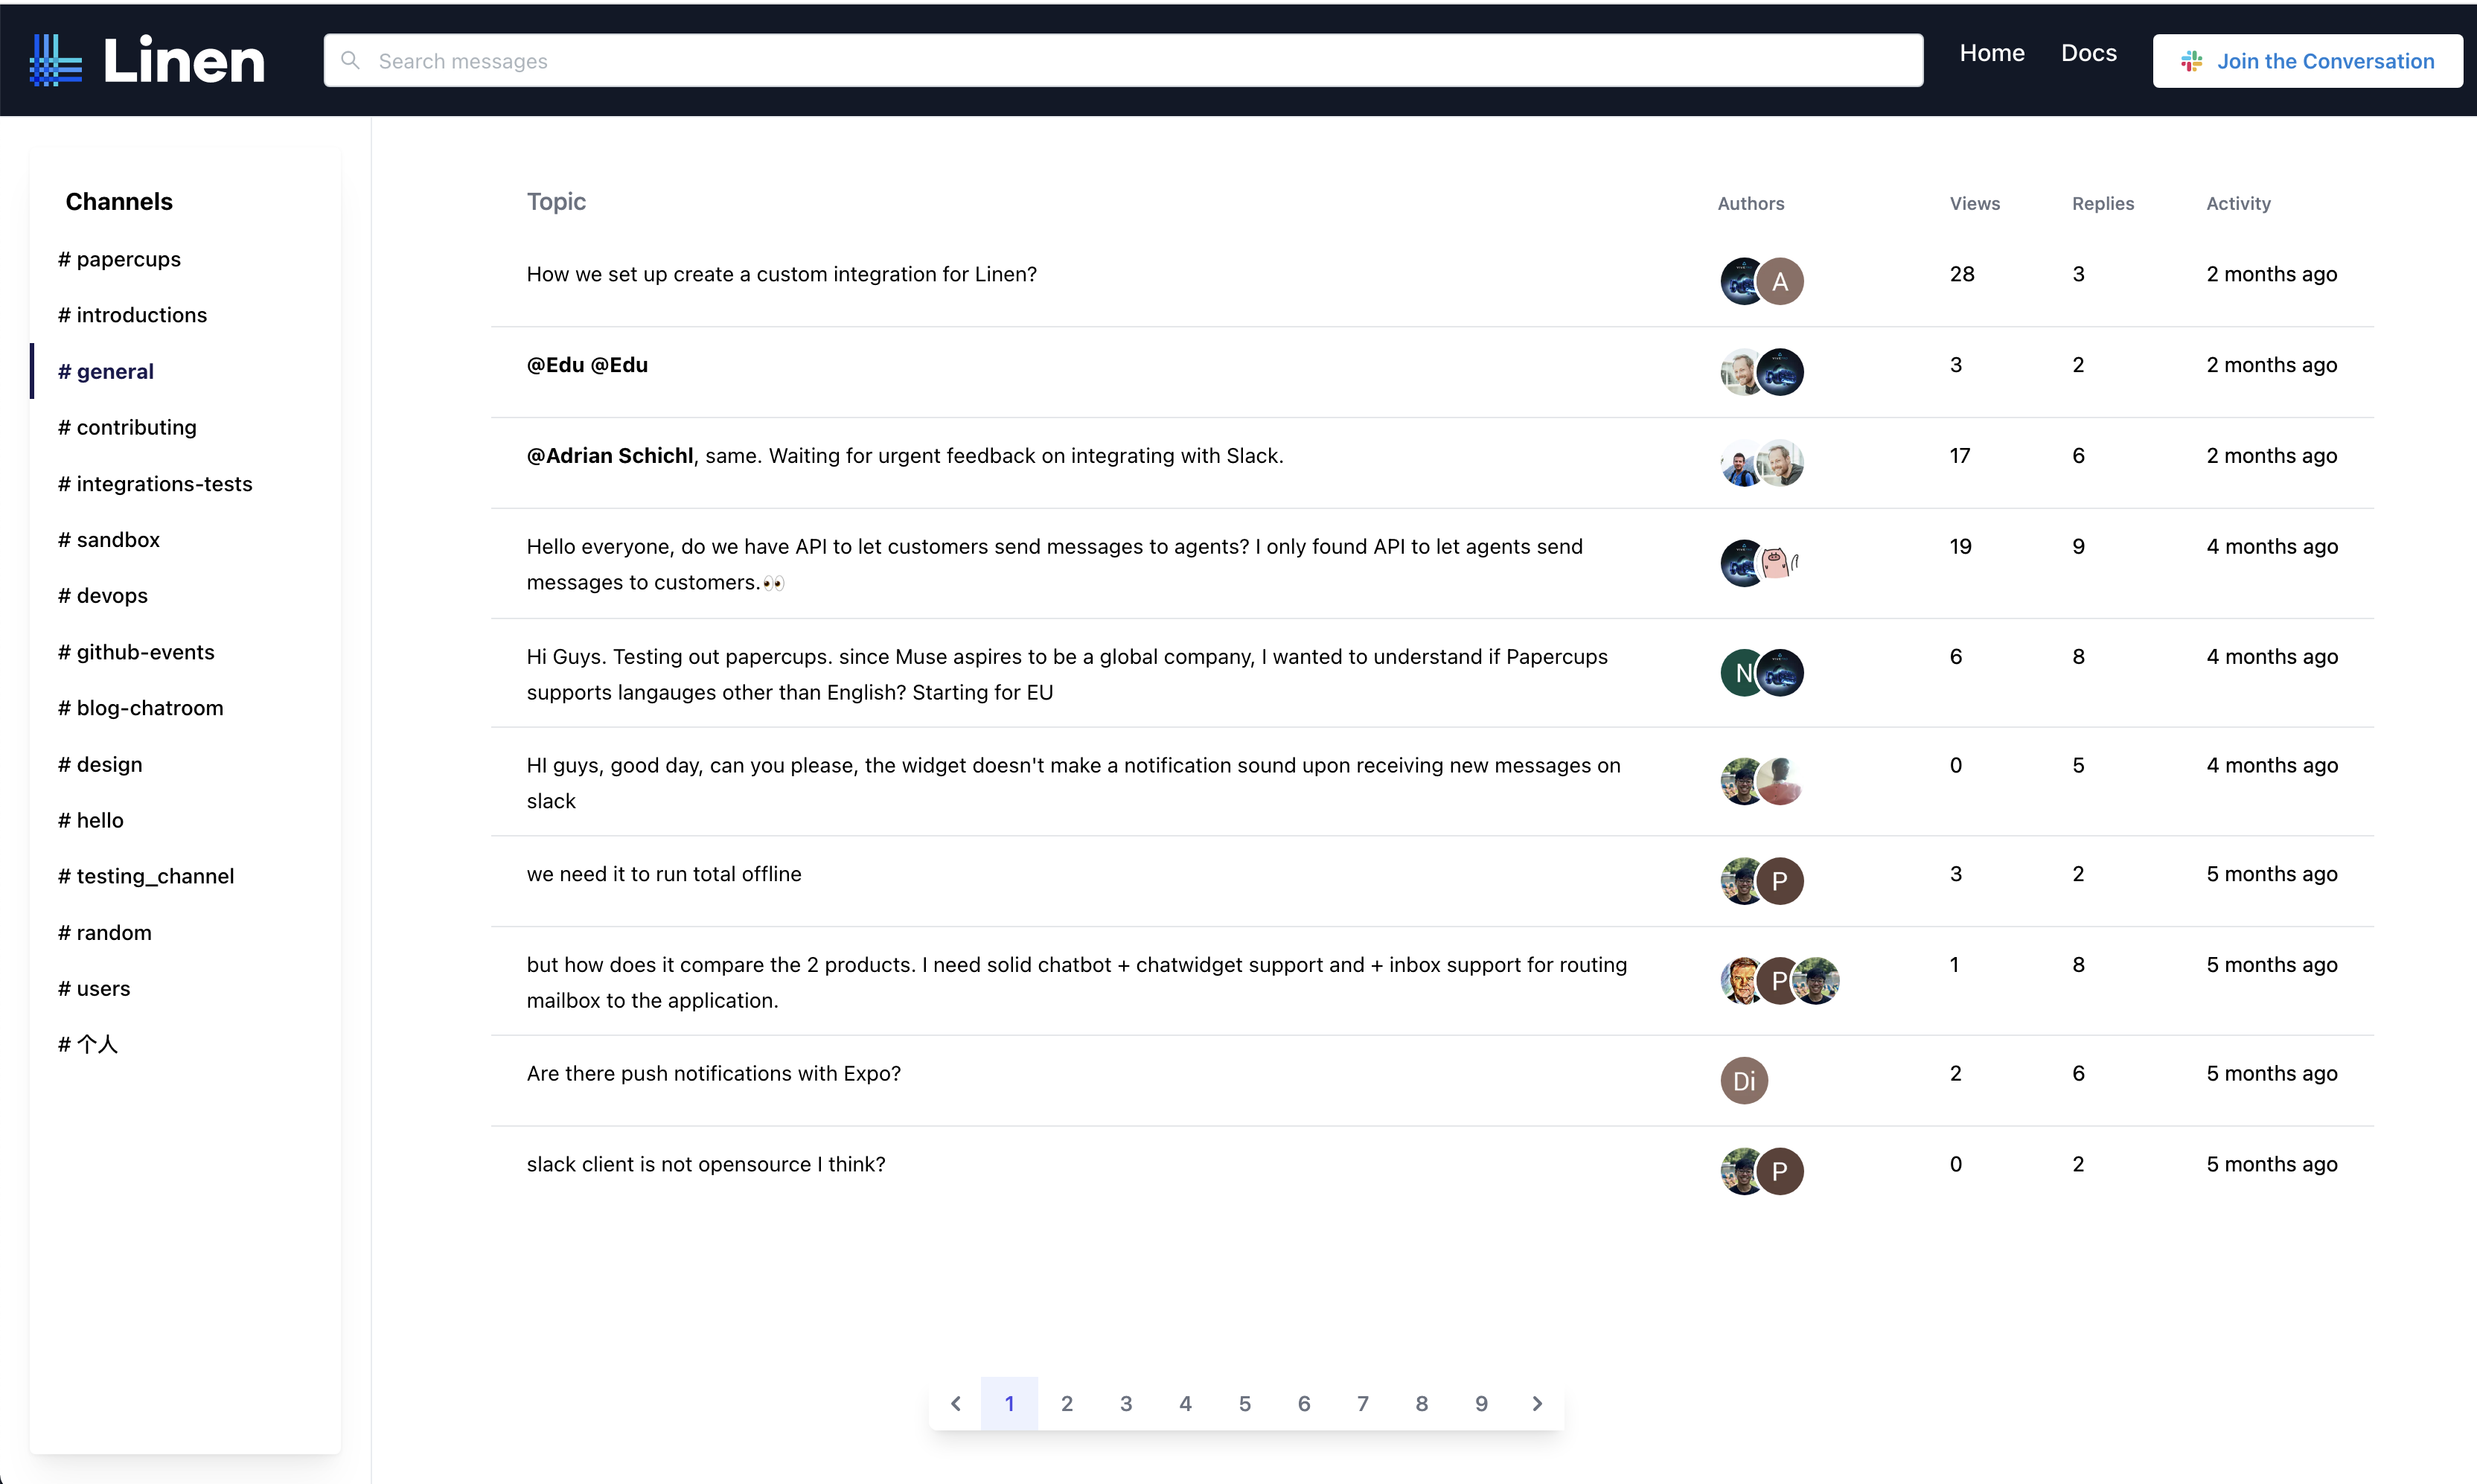 Linen
Search messages
Home
Docs
Join the Conversation
Channels
# papercups
# introductions
# general
# contributing
# integrations-tests
# sandbox
# devops
# github-events
# blog-chatroom
# design
# hello
# testing_channel
# random
# users
# 个人
Topic Authors Views Replies Activity
How we set up create a custom integration for Linen? A 28 3 2 months ago
@Edu @Edu 3 2 2 months ago
@Adrian Schichl, same. Waiting for urgent feedback on integrating with Slack. 17 6 2 months ago
Hello everyone, do we have API to let customers send messages to agents? I only found API to let agents send 19 9 4 months ago
messages to customers.👀
Hi Guys. Testing out papercups. since Muse aspires to be a global company, I wanted to understand if Papercups N 6 8 4 months ago
supports langauges other than English? Starting for EU
HI guys, good day, can you please, the widget doesn't make a notification sound upon receiving new messages on 0 5 4 months ago
slack
we need it to run total offline P 3 2 5 months ago
but how does it compare the 2 products. I need solid chatbot + chatwidget support and + inbox support for routing P 1 8 5 months ago
mailbox to the application.
Are there push notifications with Expo? Di 2 6 5 months ago
slack client is not opensource I think? P 0 2 5 months ago
1 2 3 4 5 6 7 8 9